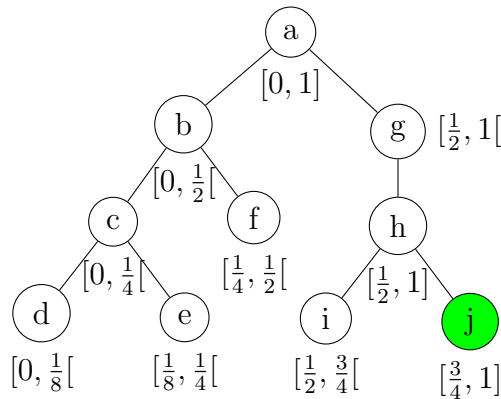 a
[0, 1]
b
g
[1/2, 1[
[0, 1/2[
c
f
h
[0, 1/4[
[1/4, 1/2[
[1/2, 1]
d
e
i
j
[0, 1/8[
[1/8, 1/4[
[1/2, 3/4[
[3/4, 1]